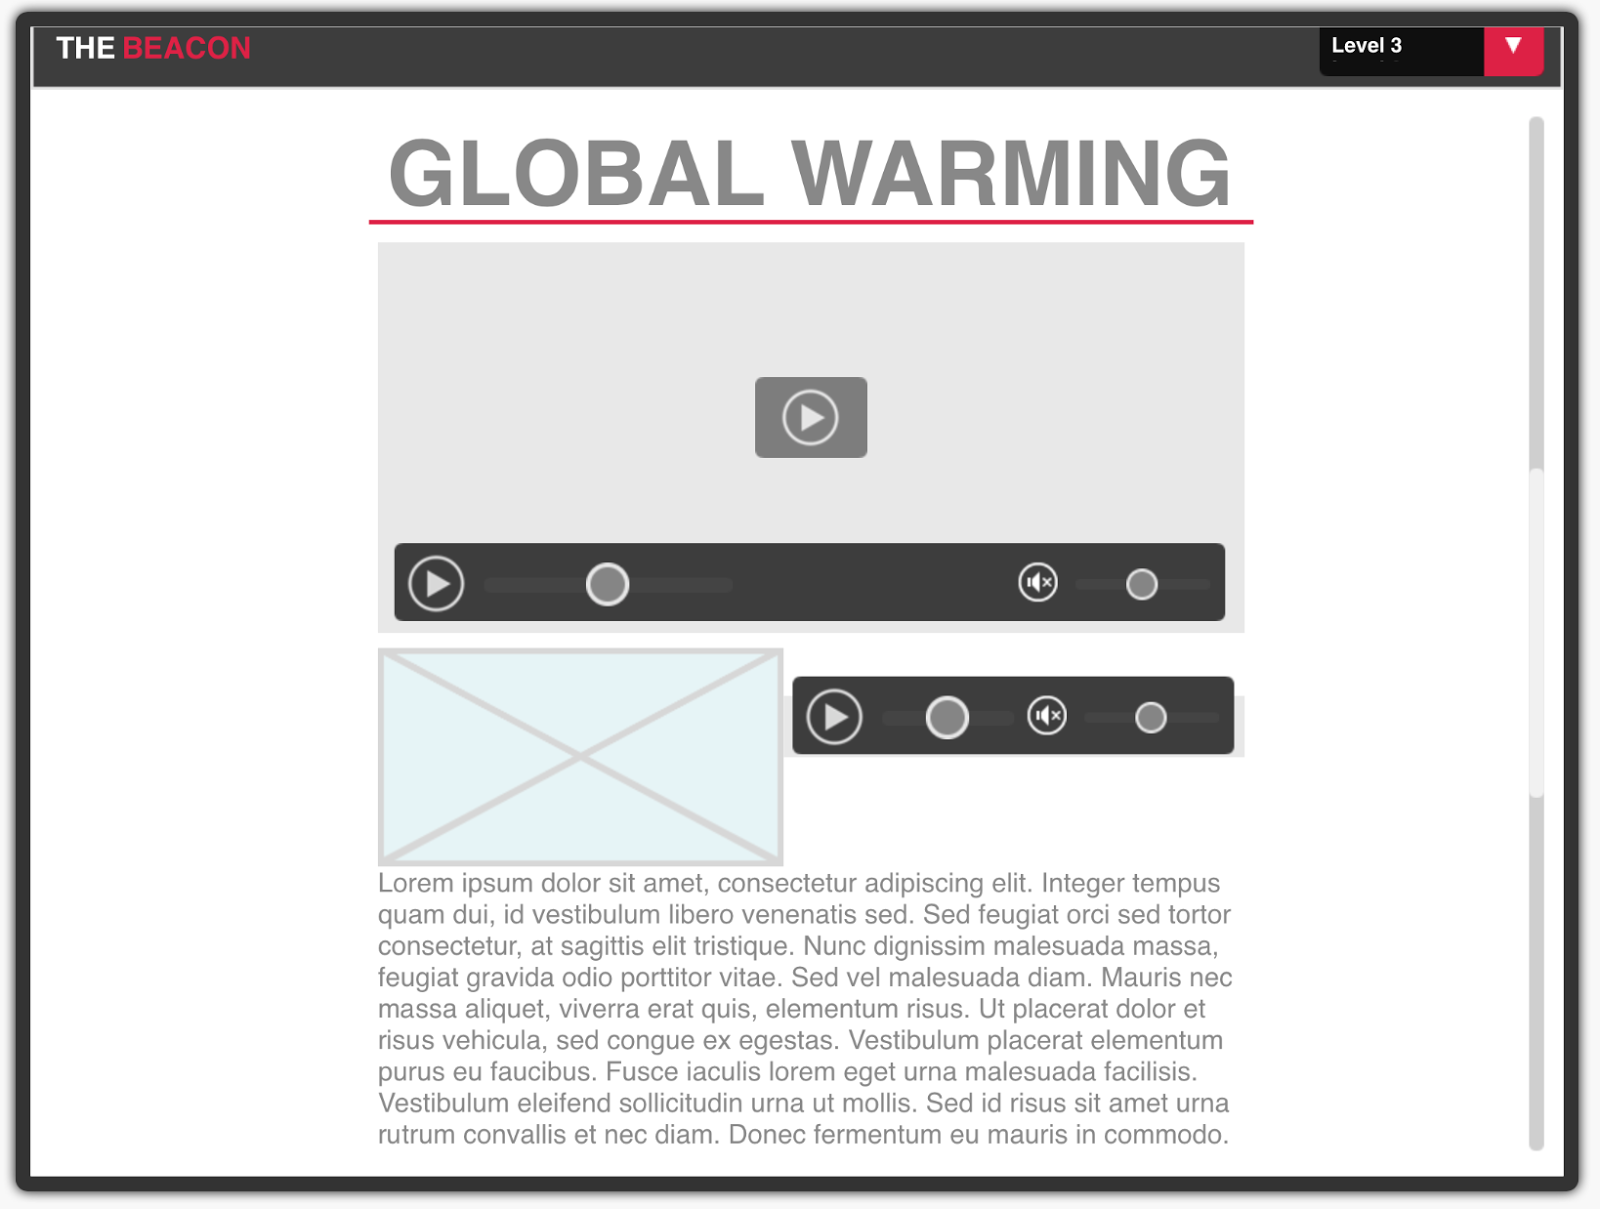 THE BEACON
Level 3
GLOBAL WARMING
Lorem ipsum dolor sit amet, consectetur adipiscing elit. Integer tempus
quam dui, id vestibulum libero venenatis sed. Sed feugiat orci sed tortor
consectetur, at sagittis elit tristique. Nunc dignissim malesuada massa,
feugiat gravida odio porttitor vitae. Sed vel malesuada diam. Mauris nec
massa aliquet, viverra erat quis, elementum risus. Ut placerat dolor et
risus vehicula, sed congue ex egestas. Vestibulum placerat elementum
purus eu faucibus. Fusce iaculis lorem eget urna malesuada facilisis.
Vestibulum eleifend sollicitudin urna ut mollis. Sed id risus sit amet urna
rutrum convallis et nec diam. Donec fermentum eu mauris in commodo.